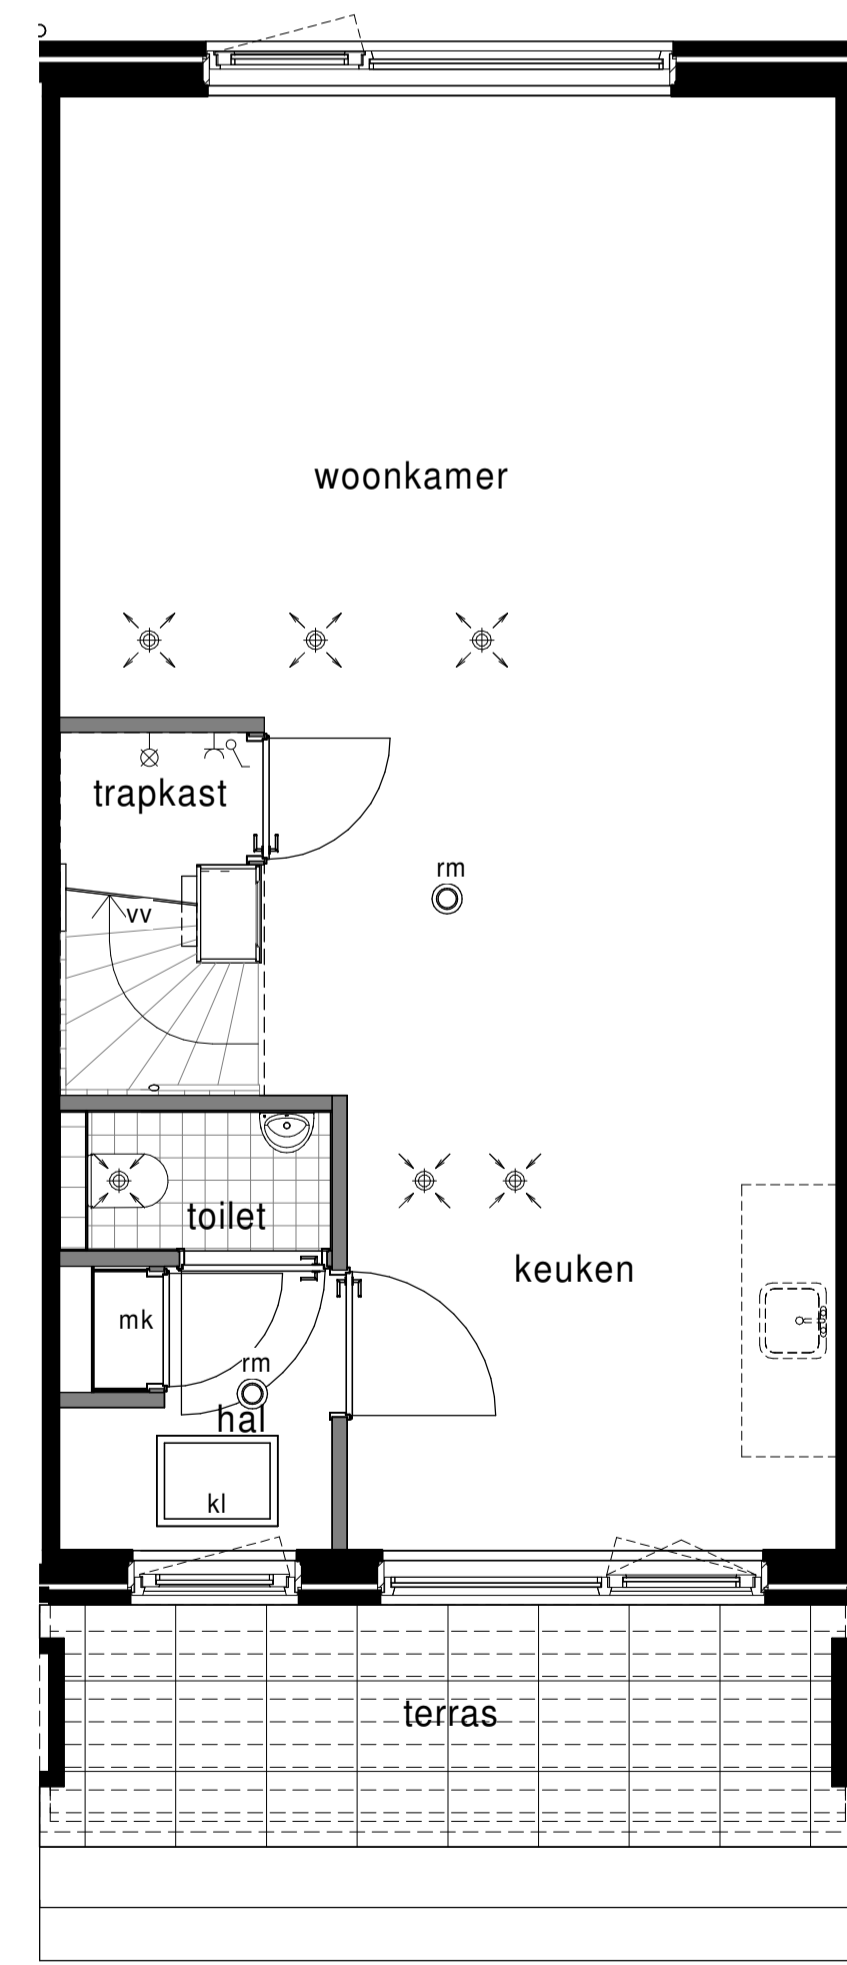 woonkamer
trapkast
rm
vv
toilet
keuken
mk
rm
hal
kl
terras